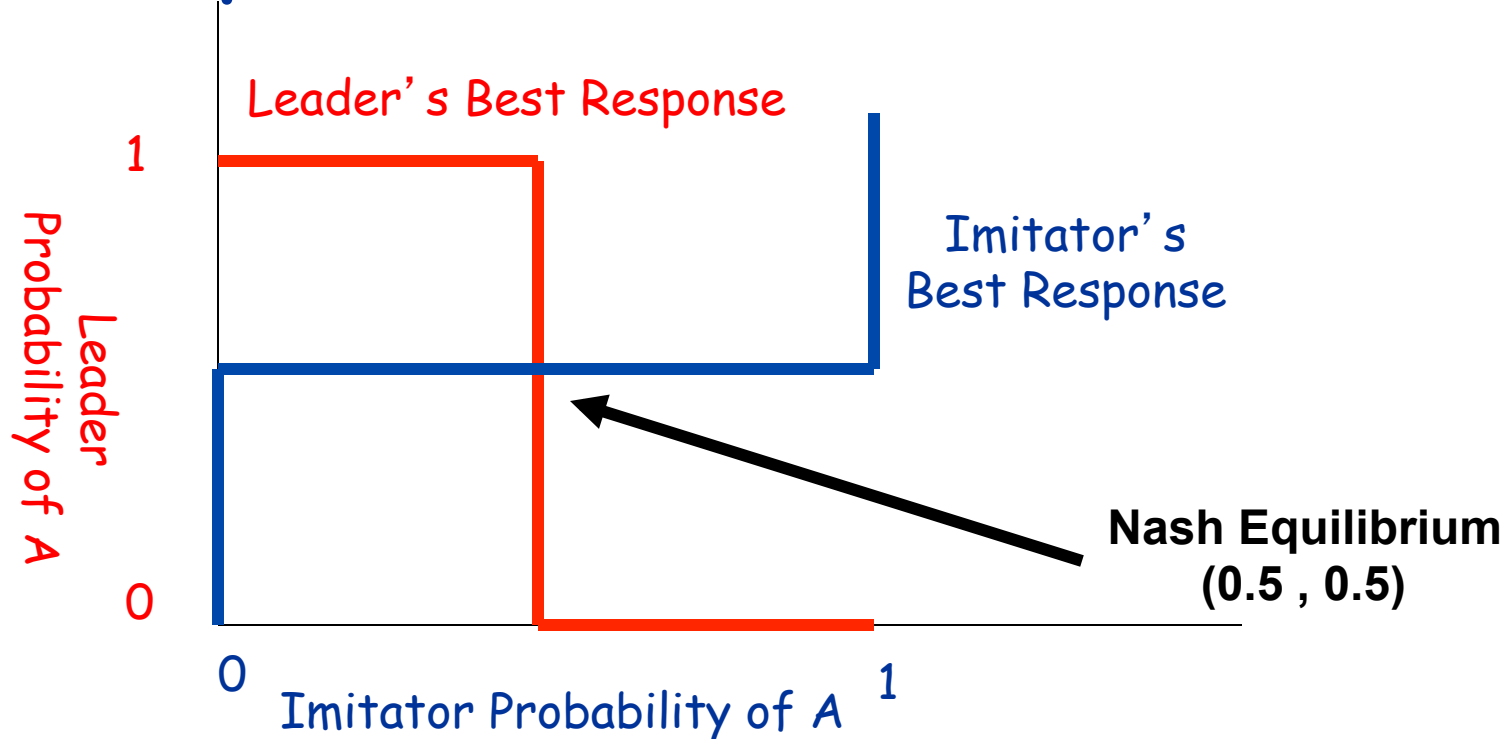 Leader’s Best Response
1
Imitator’s
Best Response
Leader
Probability of A
Nash Equilibrium
(0.5 , 0.5)
0
0
1
Imitator Probability of A